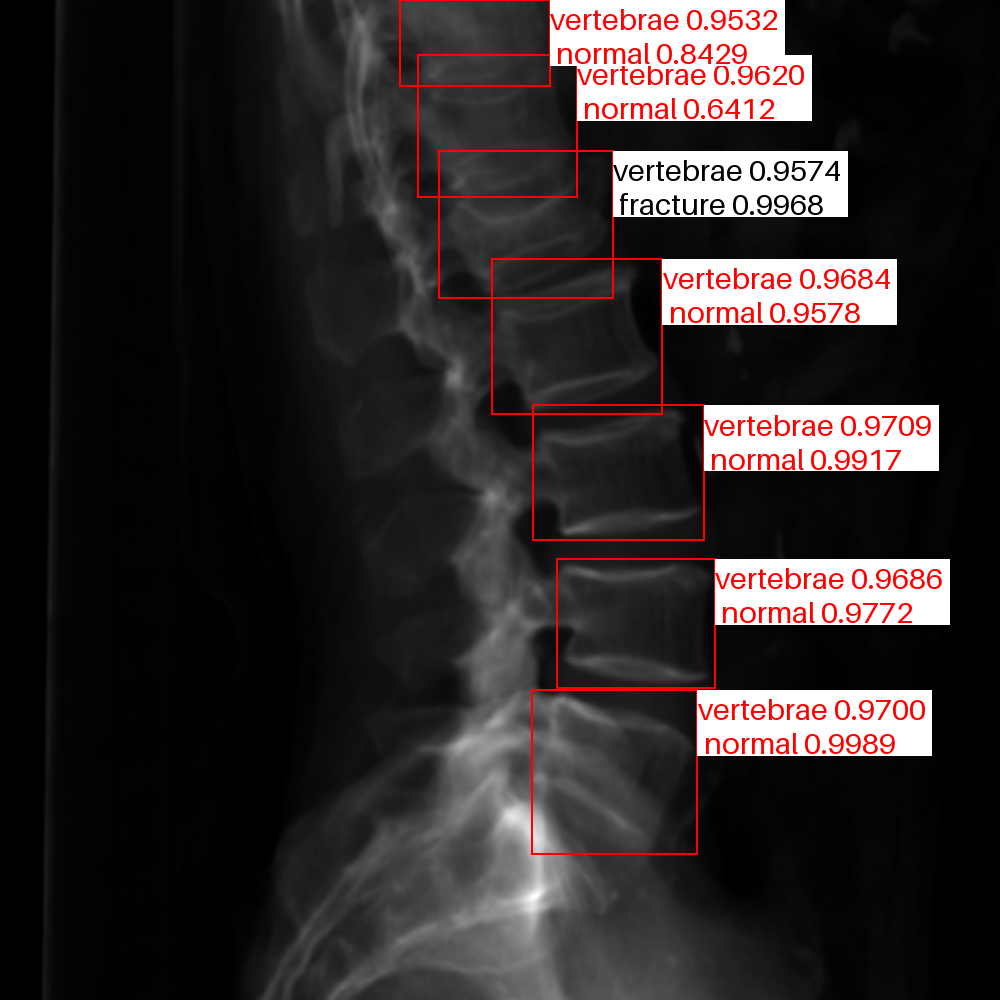 vertebrae 0.9532
normal 0.8429
vertebrae 0.9620
normal 0.6412
vertebrae 0.9574
fracture 0.9968
vertebrae 0.9684
normal 0.9578
vertebrae 0.9709
normal 0.9917
vertebrae 0.9686
normal 0.9772
vertebrae 0.9700
normal 0.9989